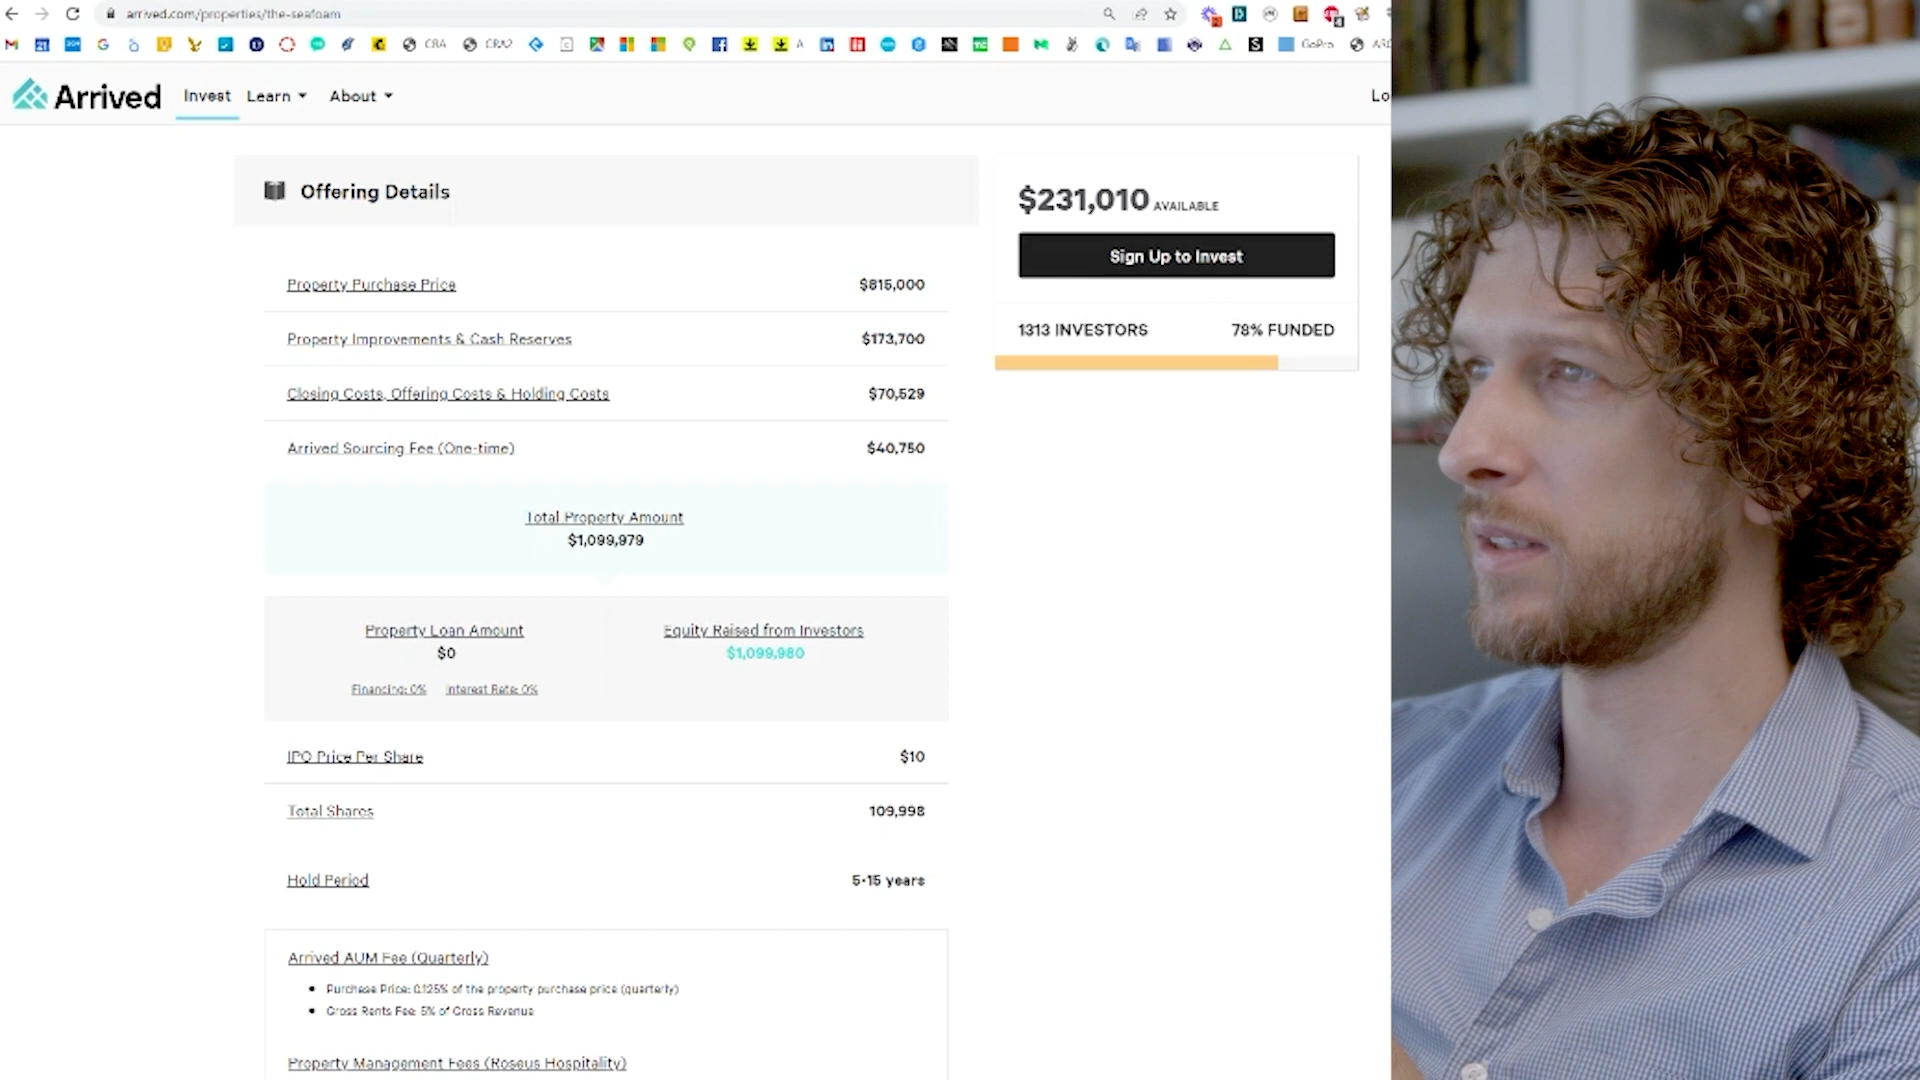 arrived.com/properties/the-seafoam
CRA
CRA2
A
GoPro
Arrived
Invest
Learn
About
Lo
Offering Details
Property Purchase Price
$815,000
Property Improvements & Cash Reserves
$173,700
Closing Costs, Offering Costs & Holding Costs
$70,529
Arrived Sourcing Fee (One-time)
$40,750
Total Property Amount
$1,099,979
Property Loan Amount
$0
Financing: 0%
Interest Rate: 0%
Equity Raised from Investors
$1,099,980
IPO Price Per Share
$10
Total Shares
109,998
Hold Period
5-15 years
Arrived AUM Fee (Quarterly)
Purchase Price: 0.125% of the property purchase price (quarterly)
Gross Rents Fee: 5% of Gross Revenue
Property Management Fees (Roseus Hospitality)
$231,010 AVAILABLE
Sign Up to Invest
1313 INVESTORS
78% FUNDED